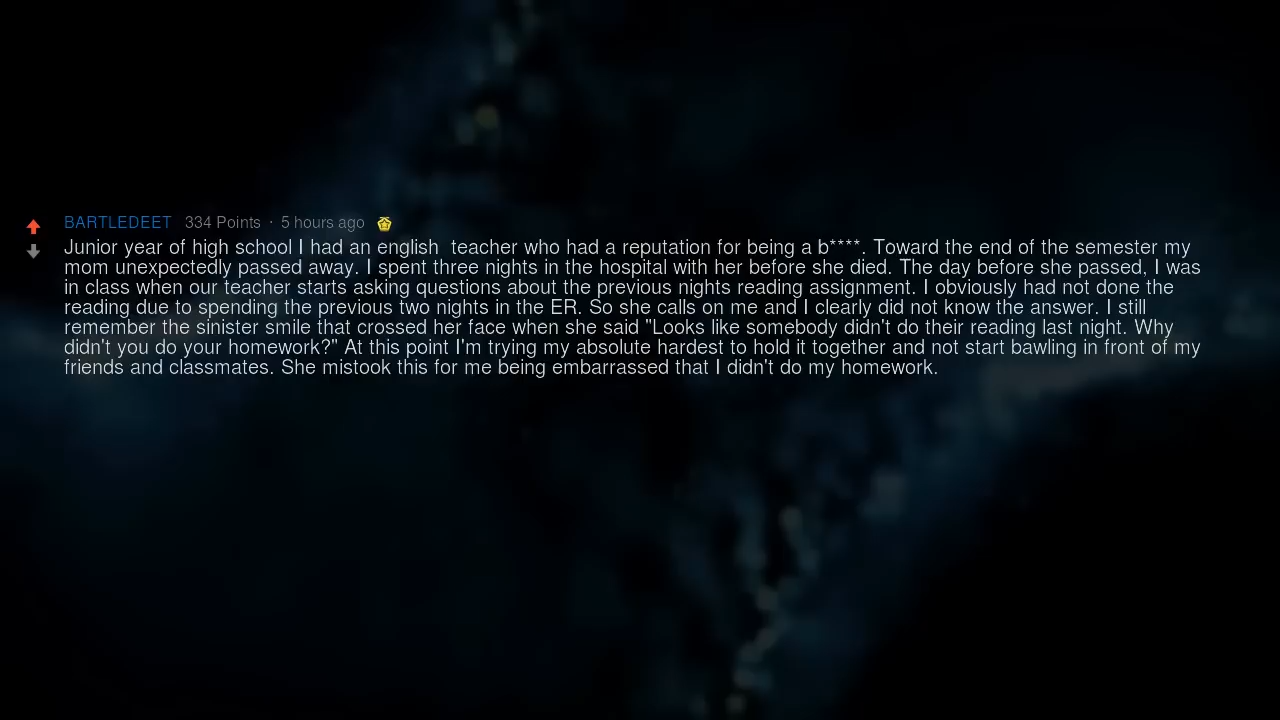 BARTLEDEET 334 Points · 5 hours ago
Junior year of high school I had an english  teacher who had a reputation for being a b****. Toward the end of the semester my
mom unexpectedly passed away. I spent three nights in the hospital with her before she died. The day before she passed, I was
in class when our teacher starts asking questions about the previous nights reading assignment. I obviously had not done the
reading due to spending the previous two nights in the ER. So she calls on me and I clearly did not know the answer. I still
remember the sinister smile that crossed her face when she said "Looks like somebody didn't do their reading last night. Why
didn't you do your homework?" At this point I'm trying my absolute hardest to hold it together and not start bawling in front of my
friends and classmates. She mistook this for me being embarrassed that I didn't do my homework.